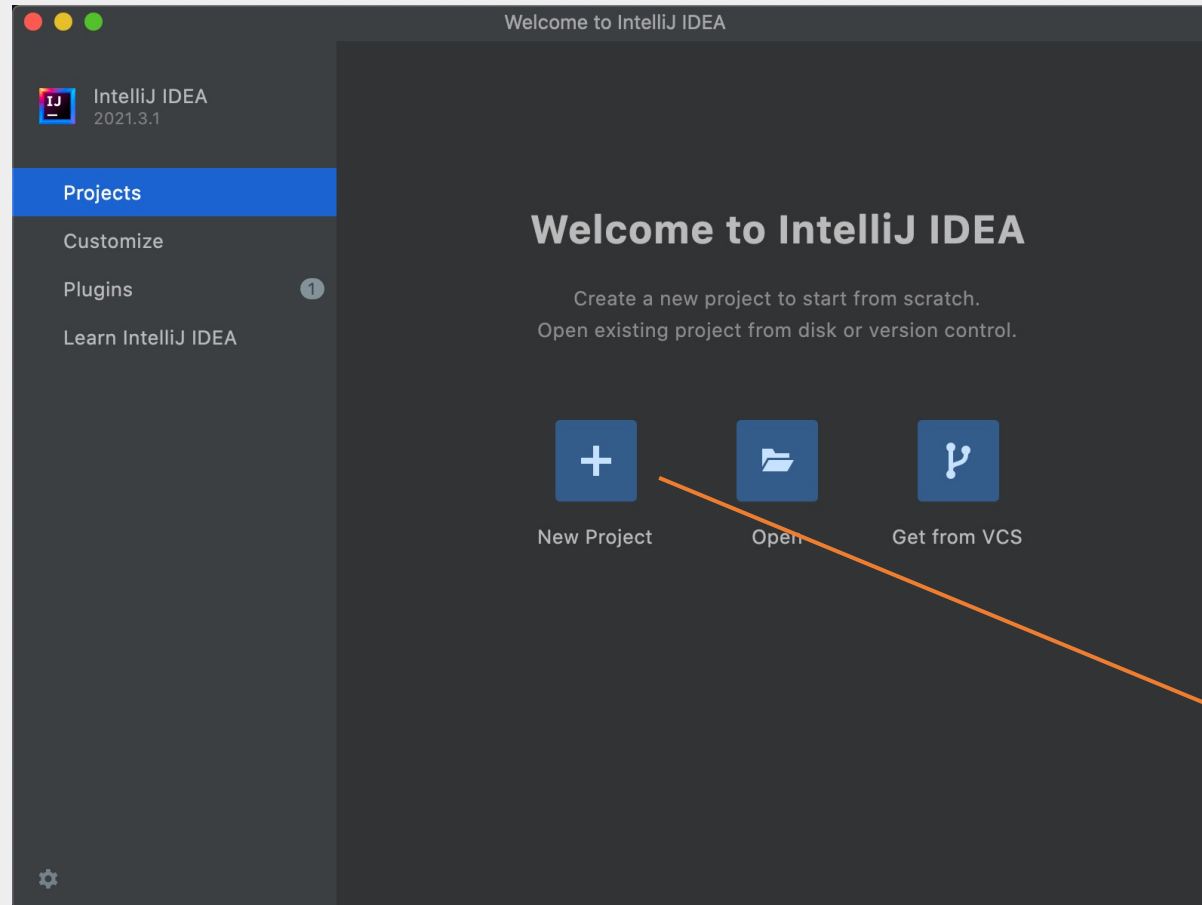 Welcome to IntelliJ IDEA
IJ
IntelliJ IDEA
2021.3.1
Projects
Customize
Plugins 1
Learn IntelliJ IDEA
Welcome to IntelliJ IDEA
Create a new project to start from scratch.
Open existing project from disk or version control.
New Project Open Get from VCS